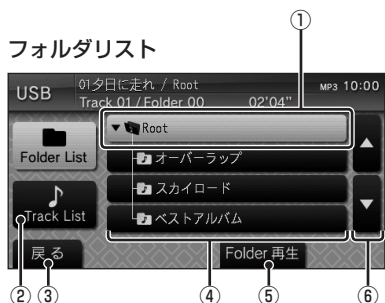 ①
フォルダリスト
USB
01夕日に走れ / Root
MP3 10:00
Track 01 / Folder 00 02'04"
▼ Root
Folder List
オーバーラップ
スカイロード
Track List
ベストアルバム
戻る
Folder 再生
② ③ ④ ⑤ ⑥